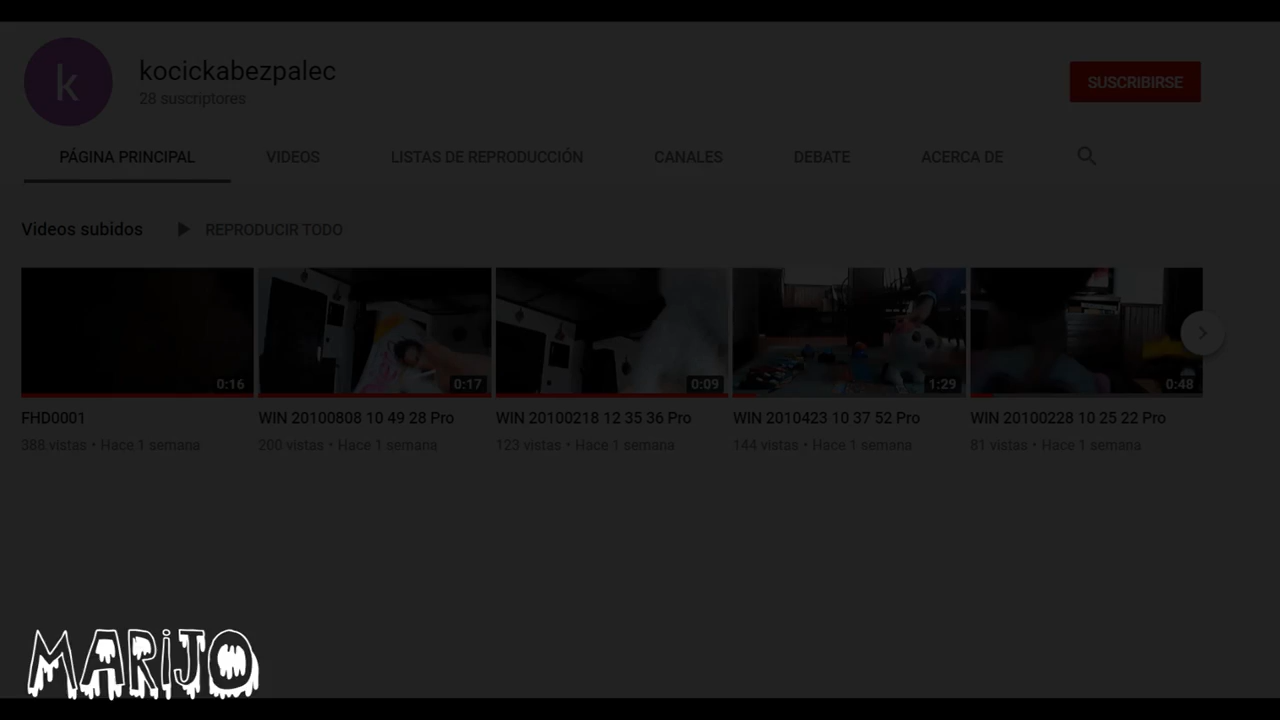 k
kocickabezpalec
28 suscriptores
SUSCRIBIRSE
PÁGINA PRINCIPAL VIDEOS LISTAS DE REPRODUCCIÓN CANALES DEBATE ACERCA DE
Videos subidos REPRODUCIR TODO
0:16 0:17 0:09 1:29 0:48
FHD0001 WIN 20100808 10 49 28 Pro WIN 20100218 12 35 36 Pro WIN 2010423 10 37 52 Pro WIN 20100228 10 25 22 Pro
388 vistas • Hace 1 semana 200 vistas • Hace 1 semana 123 vistas • Hace 1 semana 144 vistas • Hace 1 semana 81 vistas • Hace 1 semana
MARiJO